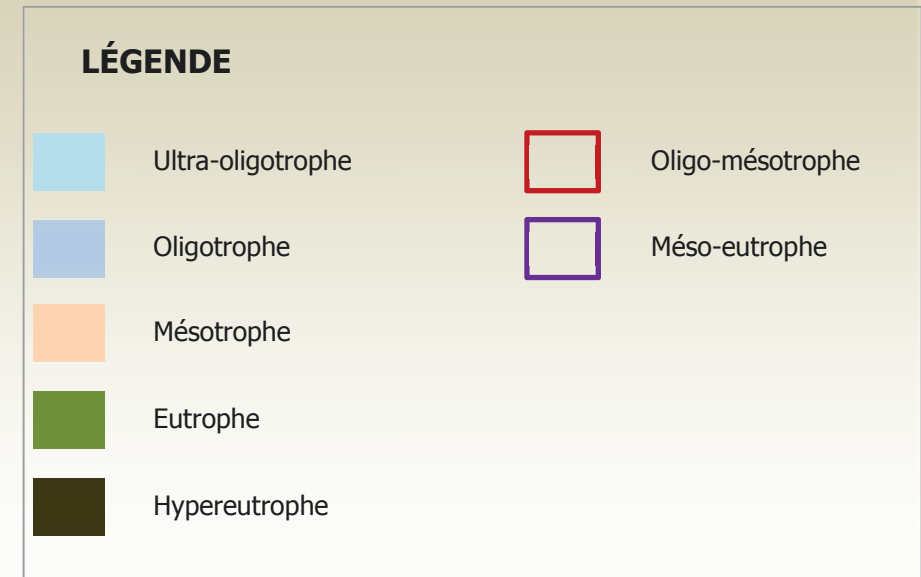 LÉGENDE
Ultra-oligotrophe
Oligotrophe
Mésotrophe
Eutrophe
Hypereutrophe
Oligo-mésotrophe
Méso-eutrophe